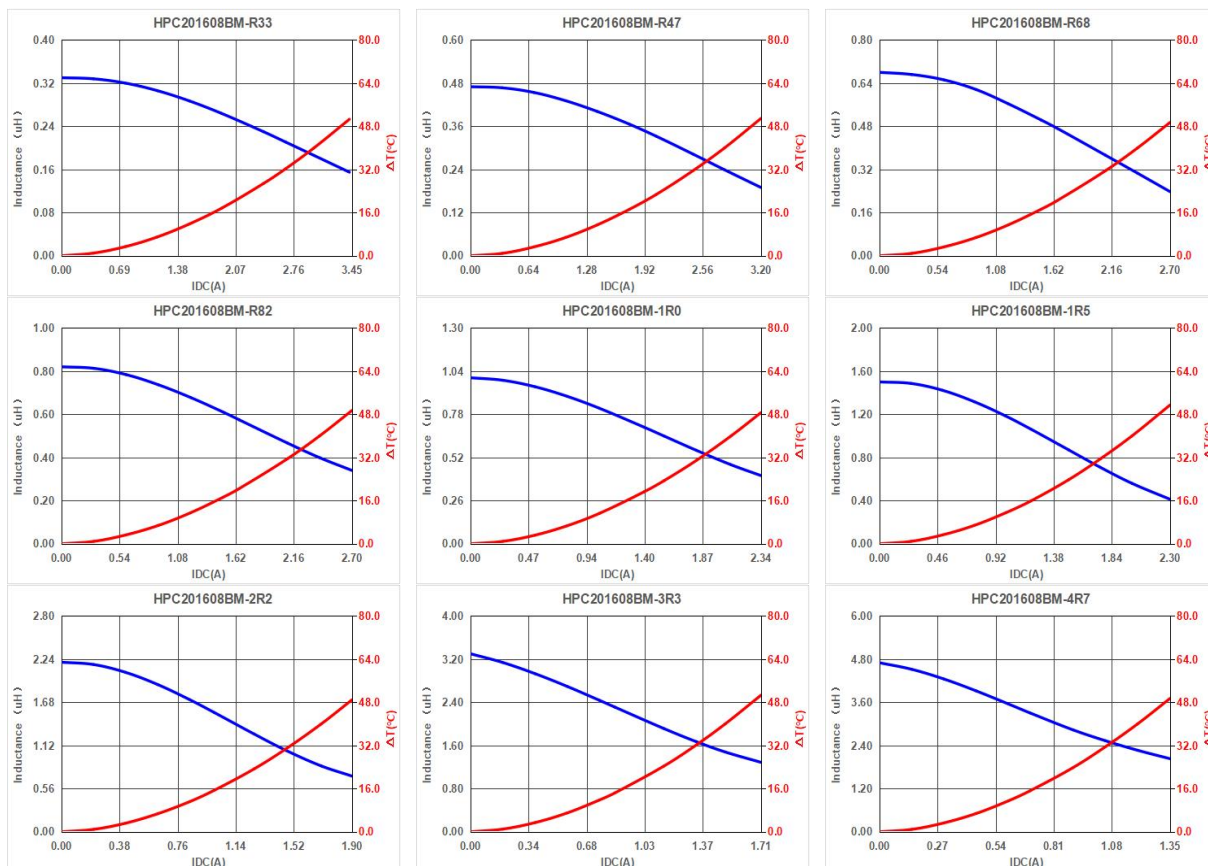 HPC201608BM-R33
0.40
0.32
0.24
0.16
0.08
0.00
Inductance（uH）
80.0
64.0
48.0
32.0
16.0
0.0
ΔT(℃)
0.00 0.69 1.38 2.07 2.76 3.45
IDC(A)
HPC201608BM-R47
0.60
0.48
0.36
0.24
0.12
0.00
Inductance（uH）
80.0
64.0
48.0
32.0
16.0
0.0
ΔT(℃)
0.00 0.64 1.28 1.92 2.56 3.20
IDC(A)
HPC201608BM-R68
0.80
0.64
0.48
0.32
0.16
0.00
Inductance（uH）
80.0
64.0
48.0
32.0
16.0
0.0
ΔT(℃)
0.00 0.54 1.08 1.62 2.16 2.70
IDC(A)
HPC201608BM-R82
1.00
0.80
0.60
0.40
0.20
0.00
Inductance（uH）
80.0
64.0
48.0
32.0
16.0
0.0
ΔT(℃)
0.00 0.54 1.08 1.62 2.16 2.70
IDC(A)
HPC201608BM-1R0
1.30
1.04
0.78
0.52
0.26
0.00
Inductance（uH）
80.0
64.0
48.0
32.0
16.0
0.0
ΔT(℃)
0.00 0.47 0.94 1.40 1.87 2.34
IDC(A)
HPC201608BM-1R5
2.00
1.60
1.20
0.80
0.40
0.00
Inductance（uH）
80.0
64.0
48.0
32.0
16.0
0.0
ΔT(℃)
0.00 0.46 0.92 1.38 1.84 2.30
IDC(A)
HPC201608BM-2R2
2.80
2.24
1.68
1.12
0.56
0.00
Inductance（uH）
80.0
64.0
48.0
32.0
16.0
0.0
ΔT(℃)
0.00 0.38 0.76 1.14 1.52 1.90
IDC(A)
HPC201608BM-3R3
4.00
3.20
2.40
1.60
0.80
0.00
Inductance（uH）
80.0
64.0
48.0
32.0
16.0
0.0
ΔT(℃)
0.00 0.34 0.68 1.03 1.37 1.71
IDC(A)
HPC201608BM-4R7
6.00
4.80
3.60
2.40
1.20
0.00
Inductance（uH）
80.0
64.0
48.0
32.0
16.0
0.0
ΔT(℃)
0.00 0.27 0.54 0.81 1.08 1.35
IDC(A)